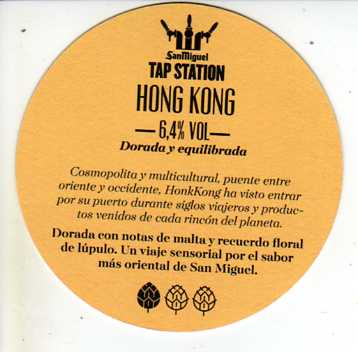 SanMiguel
TAP STATION
HONG KONG
— 6,4% VOL —
Dorada y equilibrada
Cosmopolita y multicultural, puente entre
oriente y occidente, HonkKong ha visto entrar
por su puerto durante siglos viajeros y produc-
tos venidos de cada rincón del planeta.
Dorada con notas de malta y recuerdo floral
de lúpulo. Un viaje sensorial por el sabor
más oriental de San Miguel.